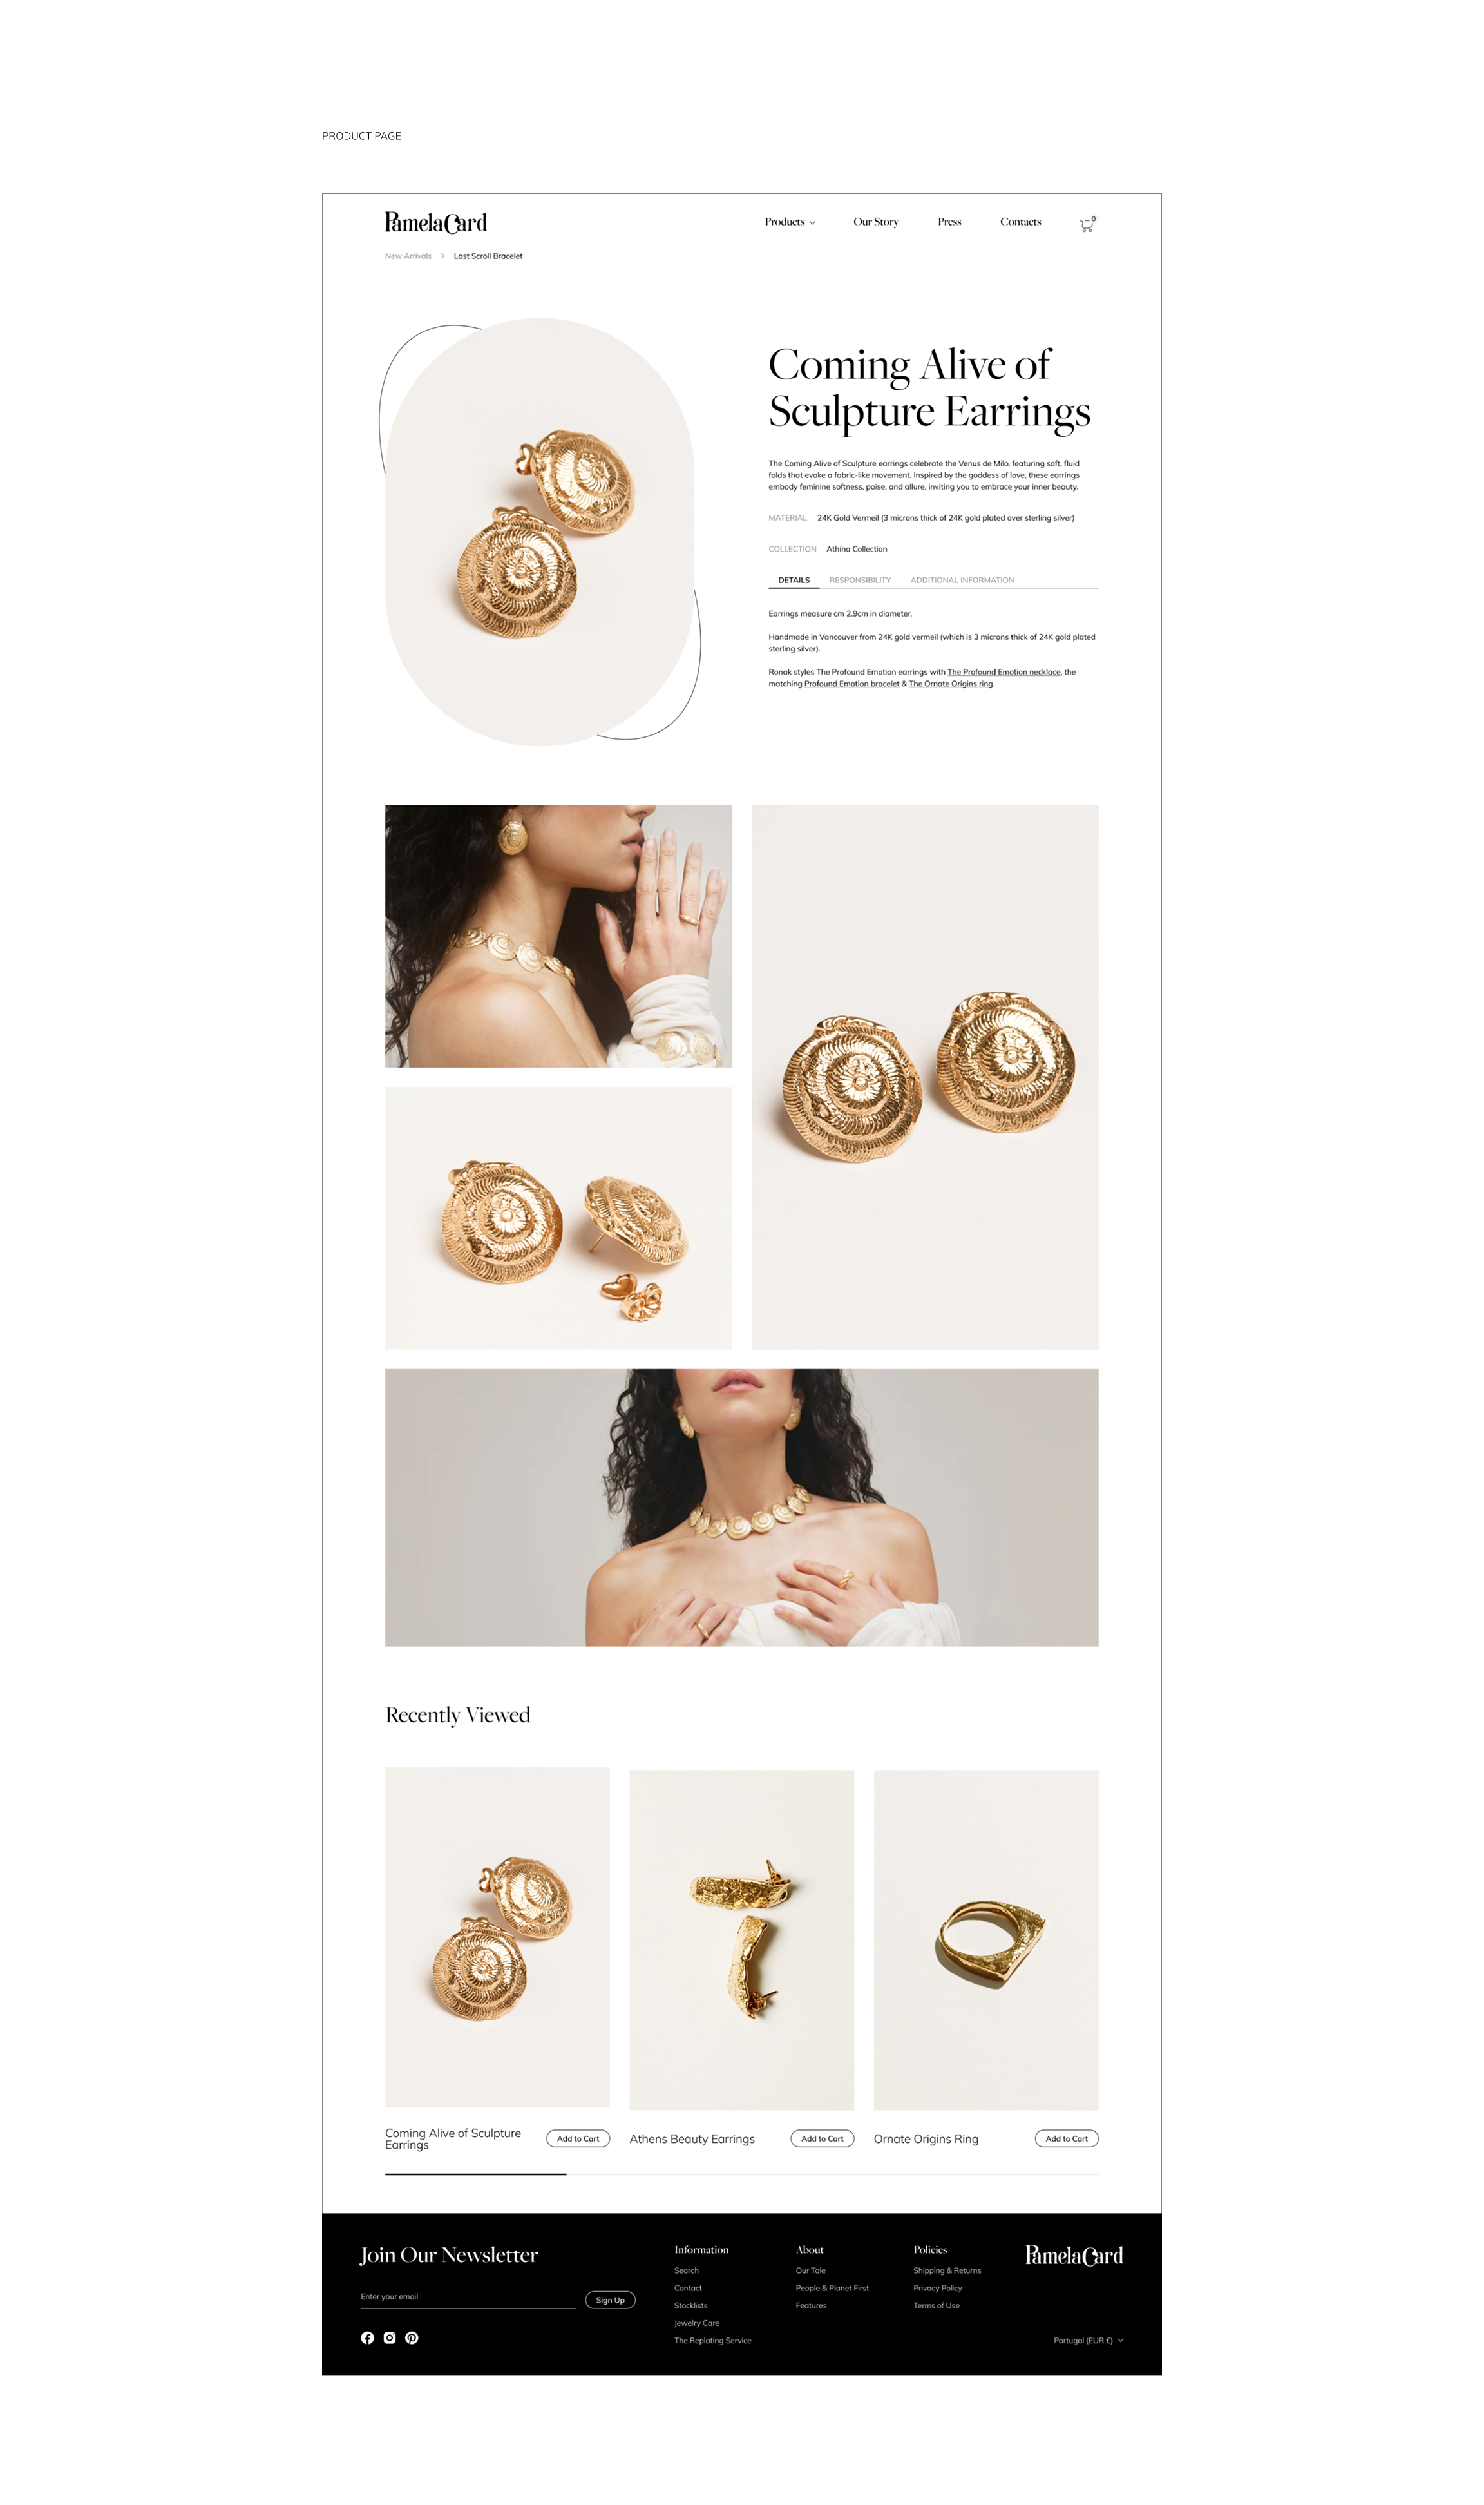 PRODUCT PAGE
PamelaCard
Products
Our Story
Press
Contacts
0
New Arrivals
Last Scroll Bracelet
Coming Alive of
Sculpture Earrings
The Coming Alive of Sculpture earrings celebrate the Venus de Milo, featuring soft, fluid
folds that evoke a fabric-like movement. Inspired by the goddess of love, these earrings
embody feminine softness, poise, and allure, inviting you to embrace your inner beauty.
MATERIAL 24K Gold Vermeil (3 microns thick of 24K gold plated over sterling silver)
COLLECTION Athína Collection
DETAILS RESPONSIBILITY ADDITIONAL INFORMATION
Earrings measure cm 2.9cm in diameter.
Handmade in Vancouver from 24K gold vermeil (which is 3 microns thick of 24K gold plated
sterling silver).
Ronak styles The Profound Emotion earrings with The Profound Emotion necklace, the
matching Profound Emotion bracelet & The Ornate Origins ring.
Recently Viewed
Coming Alive of Sculpture
Earrings
Add to Cart
Athens Beauty Earrings
Add to Cart
Ornate Origins Ring
Add to Cart
Join Our Newsletter
Enter your email
Sign Up
Information
Search
Contact
Stocklists
Jewelry Care
The Replating Service
About
Our Tale
People & Planet First
Features
Policies
Shipping & Returns
Privacy Policy
Terms of Use
PamelaCard
Portugal (EUR €)